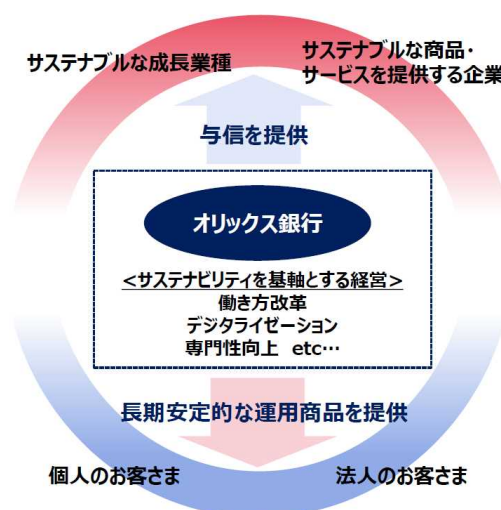 サステナブルな成長業種
サステナブルな商品・
サービスを提供する企業
与信を提供
オリックス銀行
<サステナビリティを基軸とする経営>
働き方改革
デジタライゼーション
専門性向上 etc…
長期安定的な運用商品を提供
個人のお客さま
法人のお客さま